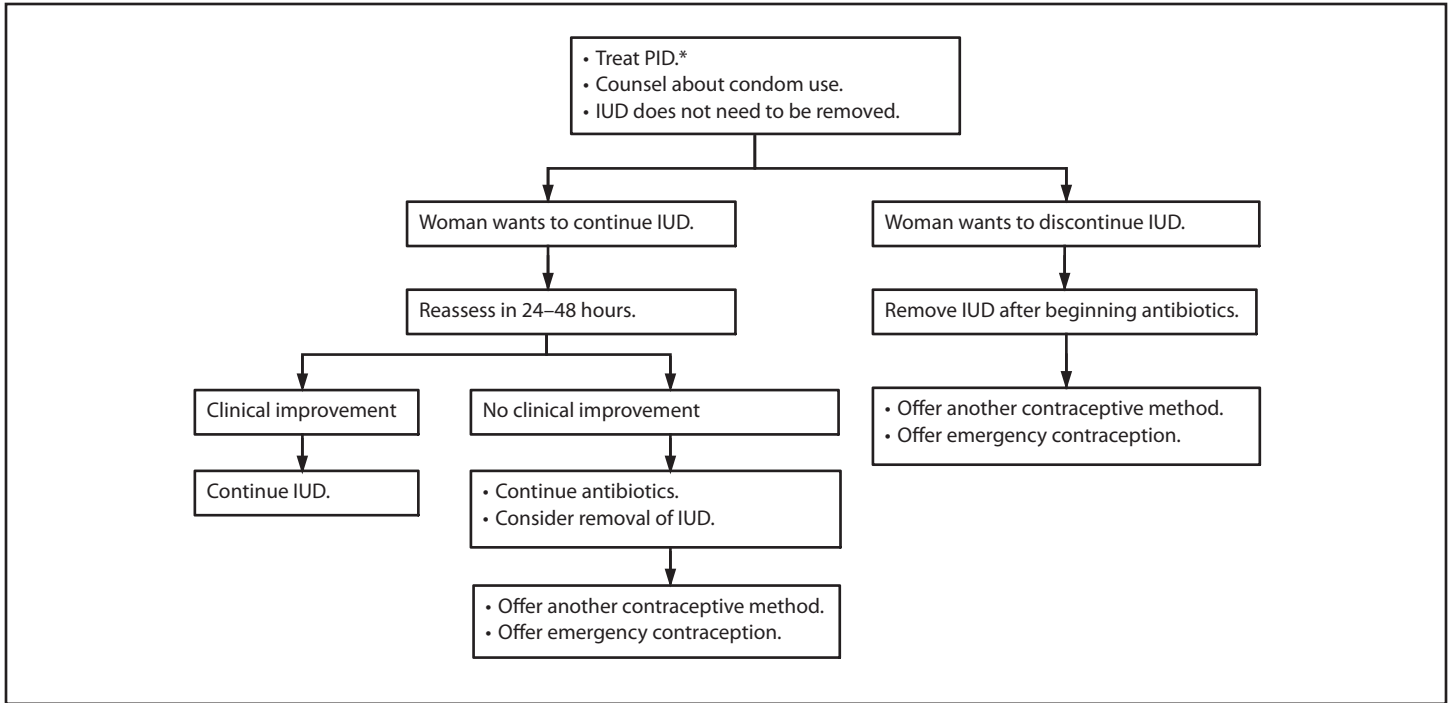 • Treat PID.*
• Counsel about condom use.
• IUD does not need to be removed.
Woman wants to continue IUD.
Woman wants to discontinue IUD.
Reassess in 24–48 hours.
Remove IUD after beginning antibiotics.
Clinical improvement
No clinical improvement
• Offer another contraceptive method.
• Offer emergency contraception.
Continue IUD.
• Continue antibiotics.
• Consider removal of IUD.
• Offer another contraceptive method.
• Offer emergency contraception.